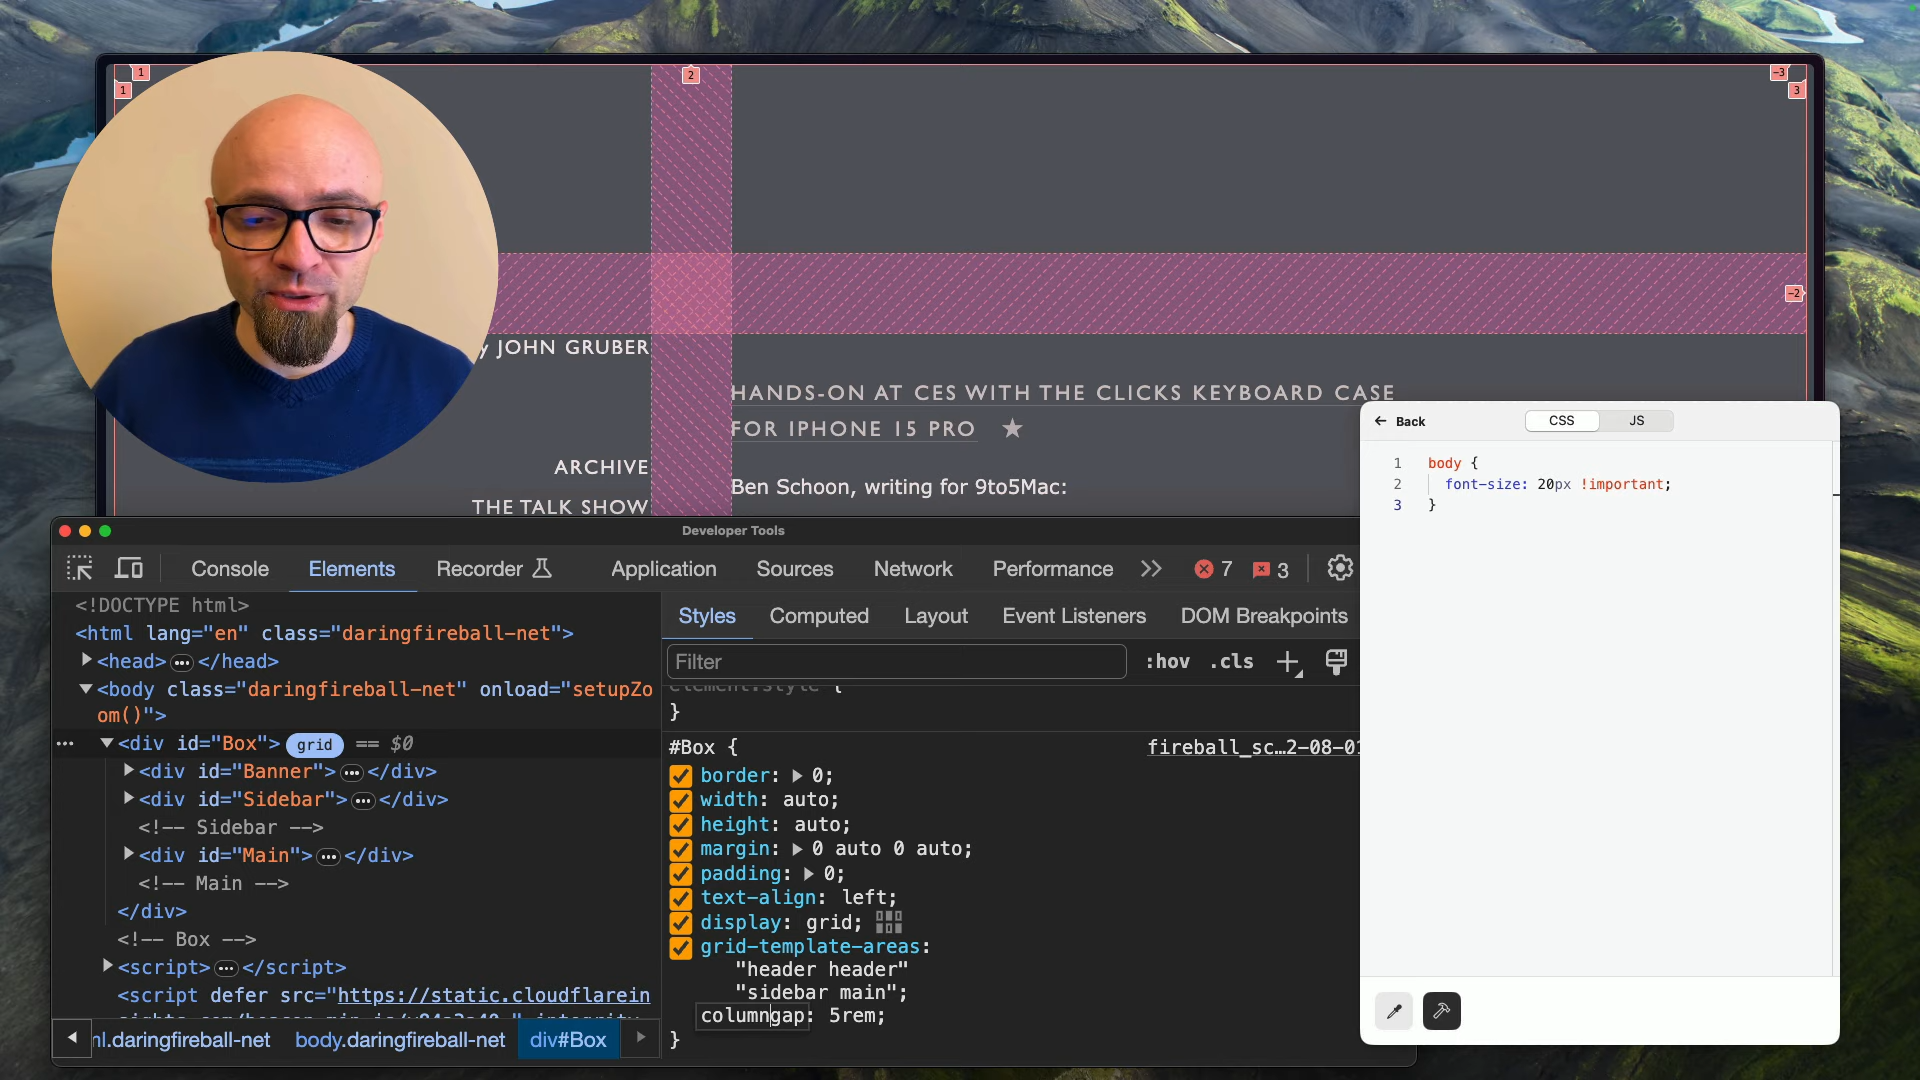 1
1
2
-3
3
-2
y JOHN GRUBER
HANDS-ON AT CES WITH THE CLICKS KEYBOARD CASE
FOR IPHONE 15 PRO ★
ARCHIVE
Ben Schoon, writing for 9to5Mac:
THE TALK SHOW
Back
CSS
JS
1 body {
2 font-size: 20px !important;
3 }
Developer Tools
Console
Elements
Recorder
Application
Sources
Network
Performance
7
3
<!DOCTYPE html>
<html lang="en" class="daringfireball-net">
<head> ... </head>
<body class="daringfireball-net" onload="setupZo
om()">
... <div id="Box"> grid == $0
<div id="Banner"> ... </div>
<div id="Sidebar"> ... </div>
<!-- Sidebar -->
<div id="Main"> ... </div>
<!-- Main -->
</div>
<!-- Box -->
<script> ... </script>
<script defer src="https://static.cloudflarein
nl.daringfireball-net
body.daringfireball-net
div#Box
Styles
Computed
Layout
Event Listeners
DOM Breakpoints
Filter
:hov
.cls
element.style {
}
#Box {
fireball_sc…2-08-01
border: 0;
width: auto;
height: auto;
margin: 0 auto 0 auto;
padding: 0;
text-align: left;
display: grid;
grid-template-areas:
"header header"
"sidebar main";
columngap: 5rem;
}